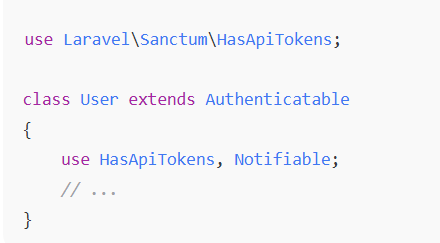 use Laravel\Sanctum\HasApiTokens;
class User extends Authenticatable
{
    use HasApiTokens, Notifiable;
    // ...
}